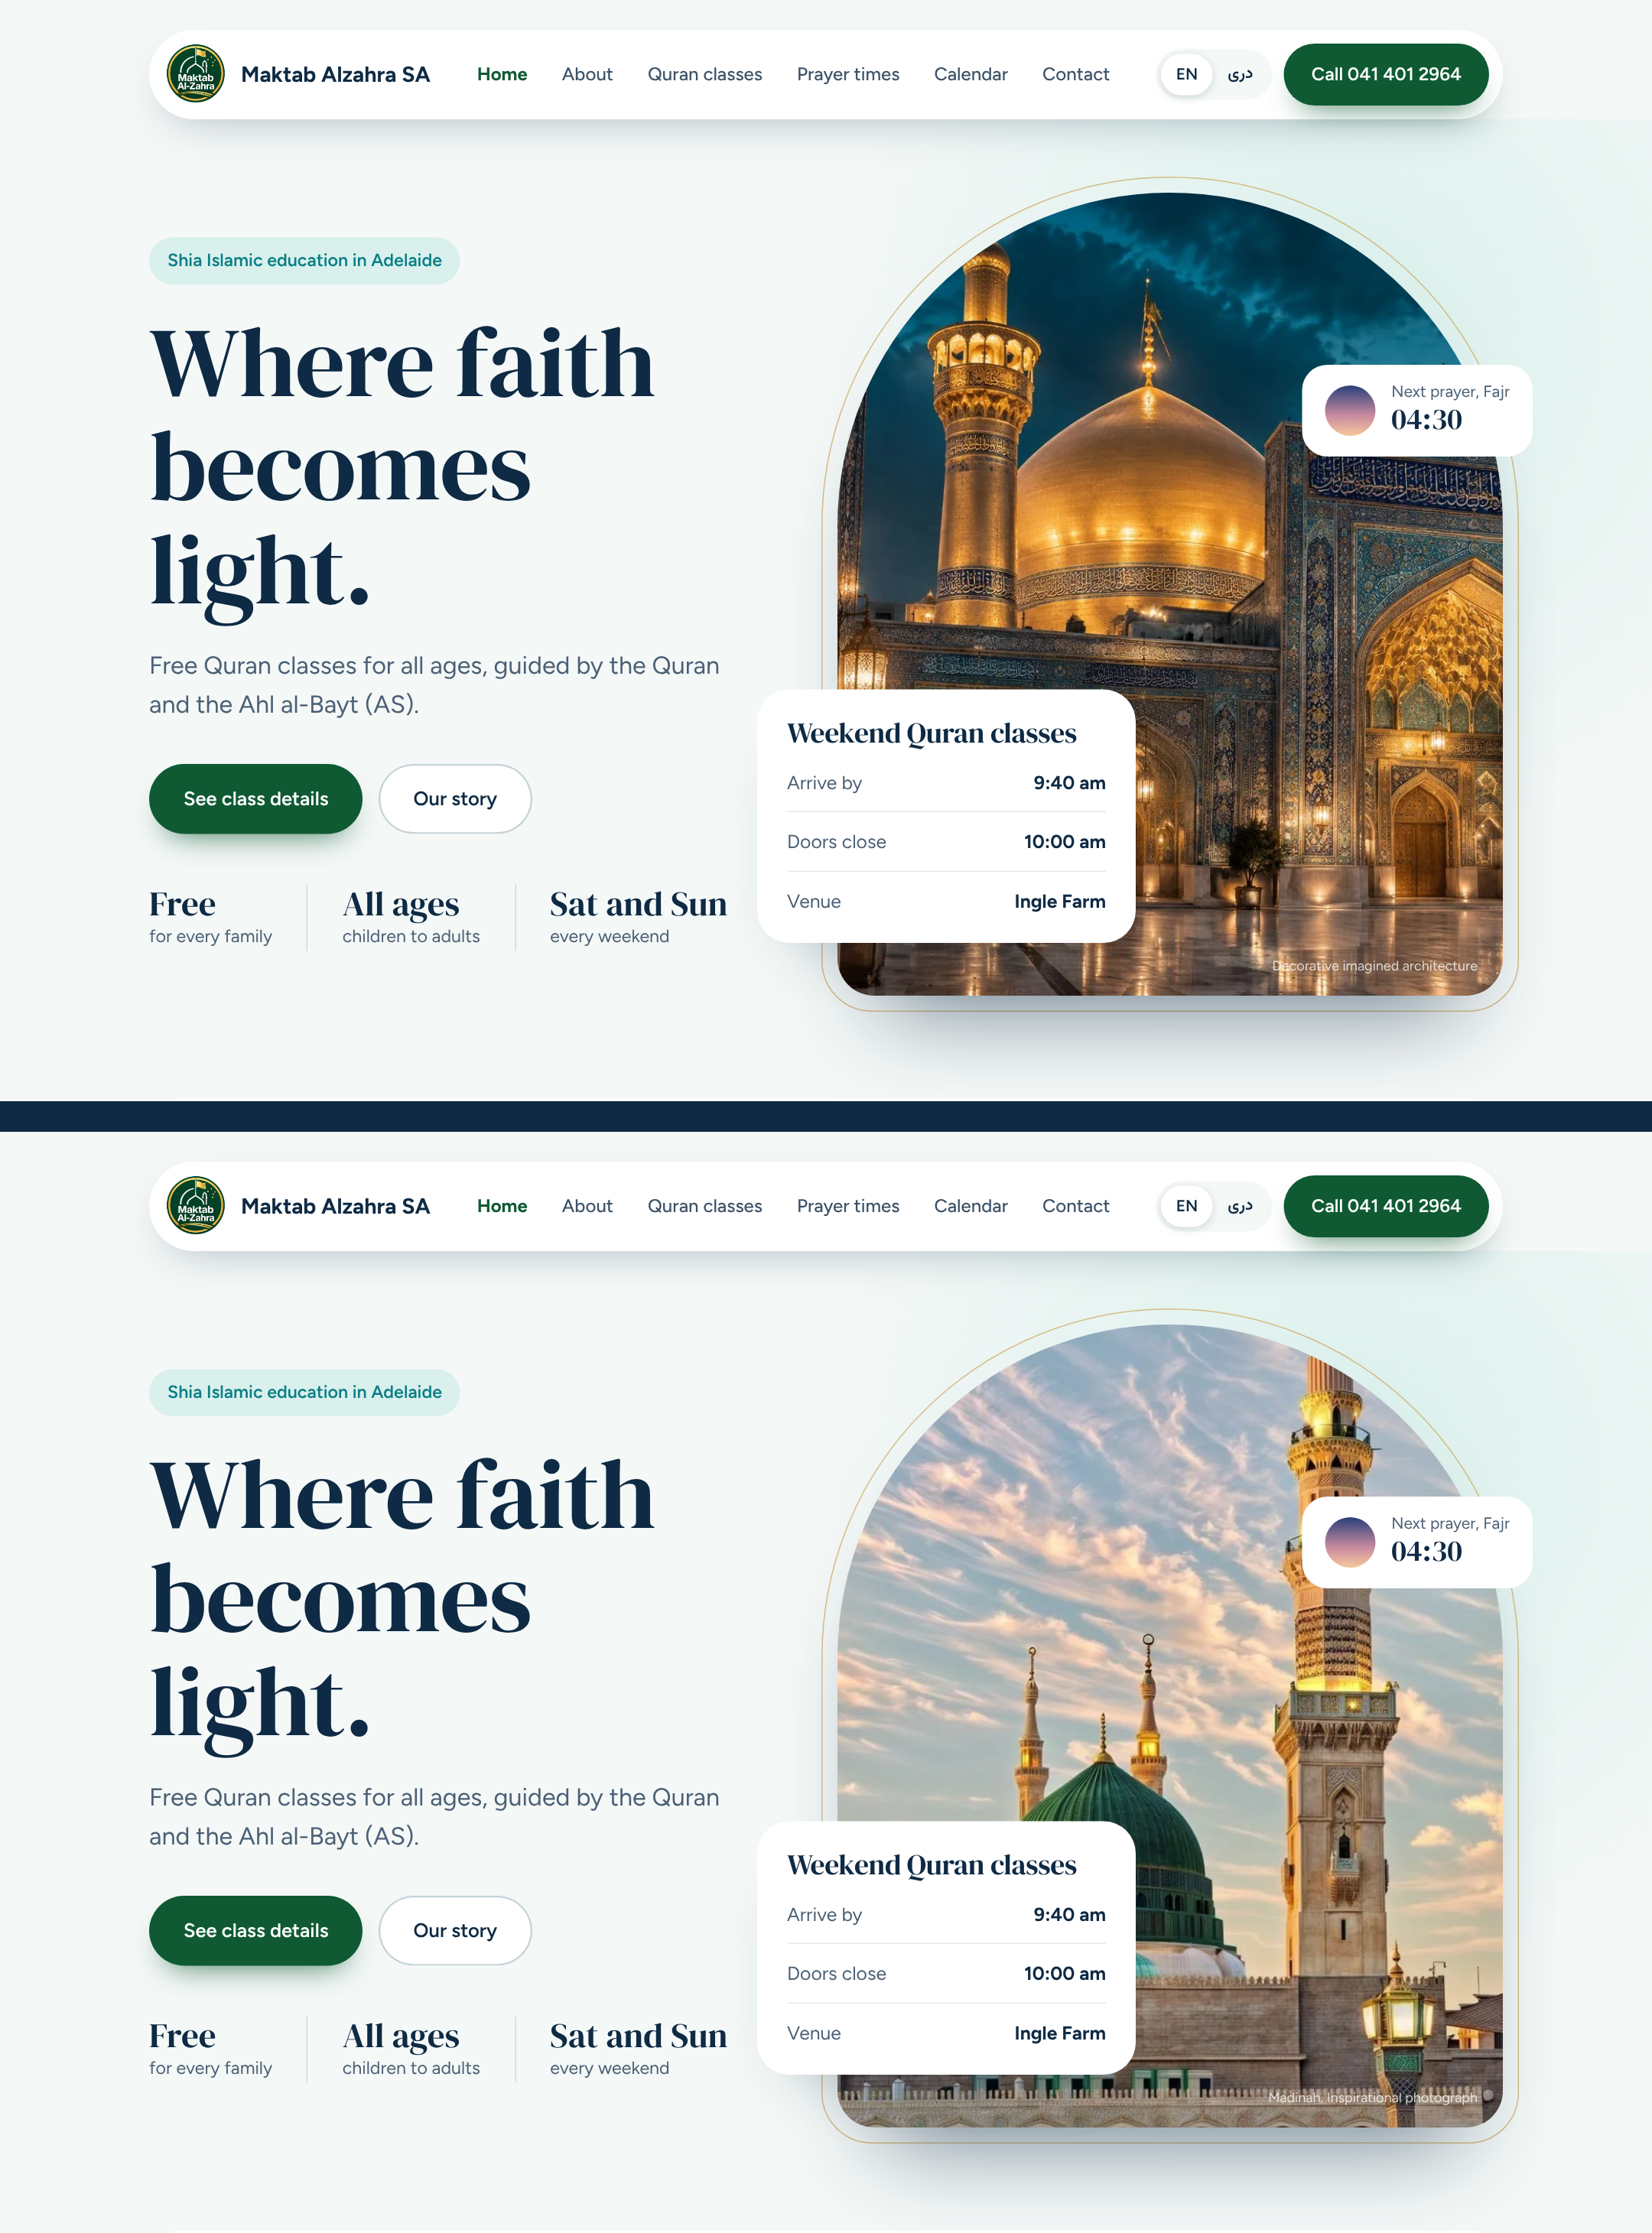 Maktab
Al-Zahra
Maktab Alzahra SA
Home
About
Quran classes
Prayer times
Calendar
Contact
EN
دری
Call 041 401 2964
Shia Islamic education in Adelaide
Where faith
becomes
light.
Free Quran classes for all ages, guided by the Quran
and the Ahl al-Bayt (AS).
See class details
Our story
Free
for every family
All ages
children to adults
Sat and Sun
every weekend
Next prayer, Fajr
04:30
Weekend Quran classes
Arrive by 9:40 am
Doors close 10:00 am
Venue Ingle Farm
Decorative imagined architecture
Maktab
Al-Zahra
Maktab Alzahra SA
Home
About
Quran classes
Prayer times
Calendar
Contact
EN
دری
Call 041 401 2964
Shia Islamic education in Adelaide
Where faith
becomes
light.
Free Quran classes for all ages, guided by the Quran
and the Ahl al-Bayt (AS).
See class details
Our story
Free
for every family
All ages
children to adults
Sat and Sun
every weekend
Next prayer, Fajr
04:30
Weekend Quran classes
Arrive by 9:40 am
Doors close 10:00 am
Venue Ingle Farm
Madinah. Inspirational photograph